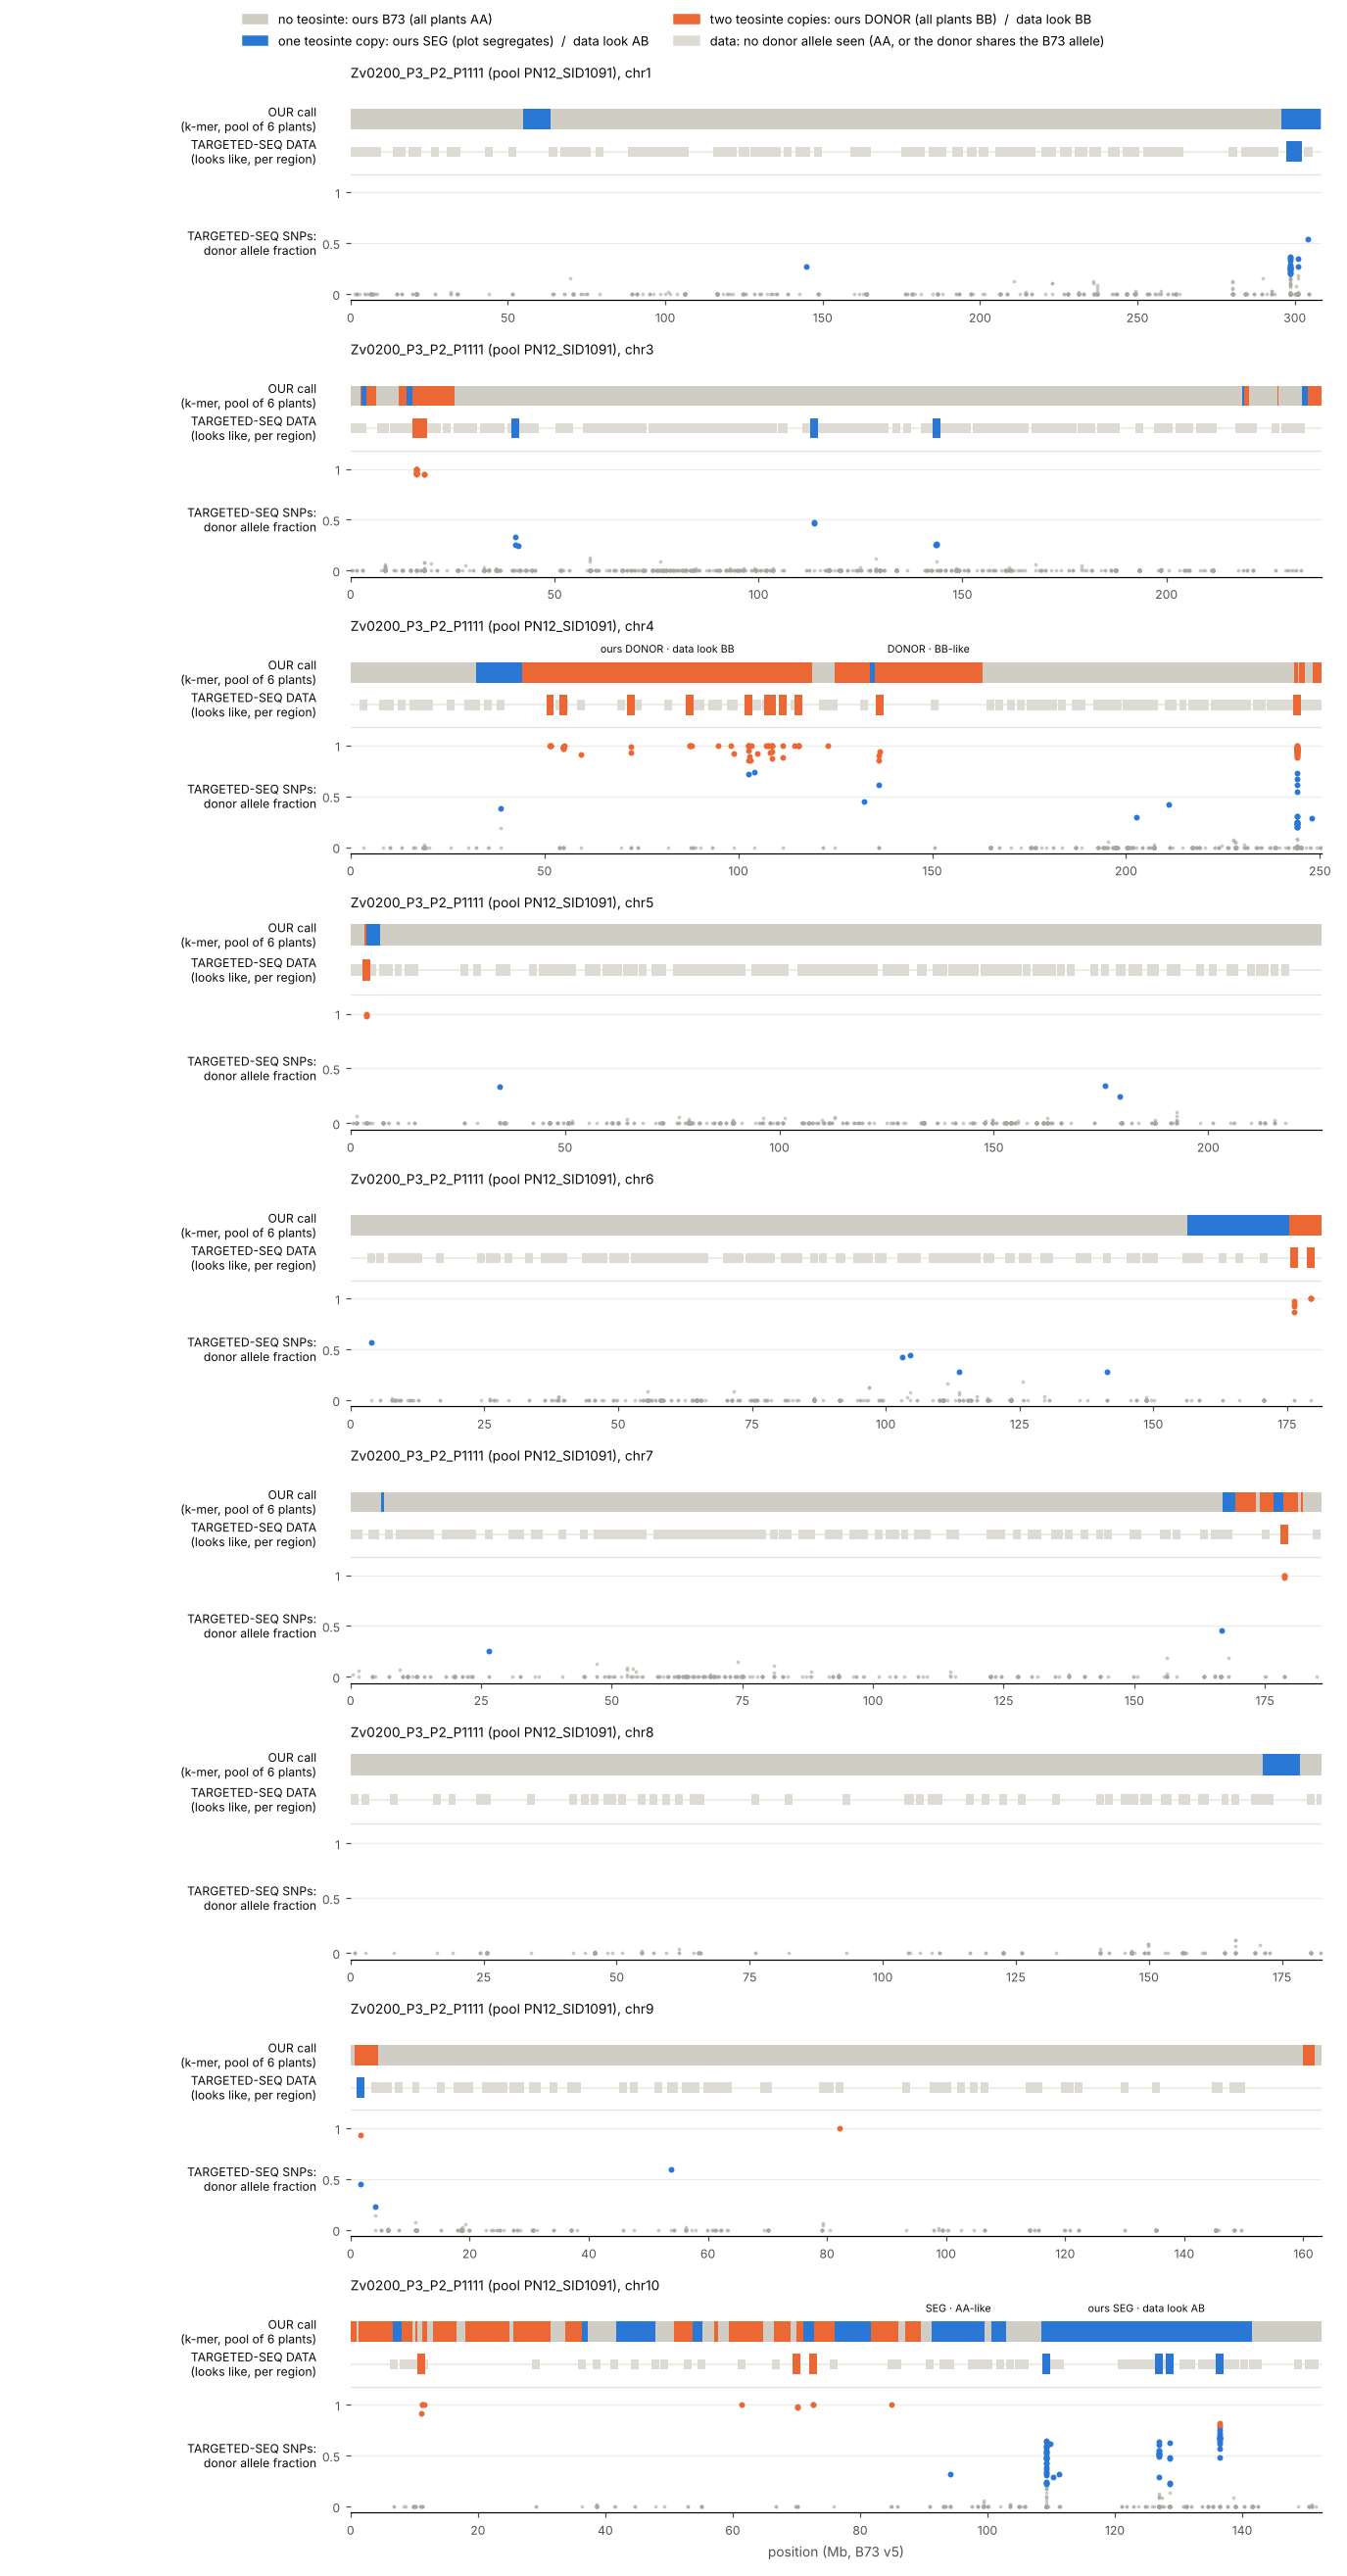 no teosinte: ours B73 (all plants AA)
two teosinte copies: ours DONOR (all plants BB) / data look BB
one teosinte copy: ours SEG (plot segregates) / data look AB
data: no donor allele seen (AA, or the donor shares the B73 allele)
Zv0200_P3_P2_P1111 (pool PN12_SID1091), chr1
OUR call
(k-mer, pool of 6 plants)
TARGETED-SEQ DATA
(looks like, per region)
1
TARGETED-SEQ SNPs:
donor allele fraction
0.5
0
0 50 100 150 200 250 300
Zv0200_P3_P2_P1111 (pool PN12_SID1091), chr3
OUR call
(k-mer, pool of 6 plants)
TARGETED-SEQ DATA
(looks like, per region)
1
TARGETED-SEQ SNPs:
donor allele fraction
0.5
0
0 50 100 150 200
Zv0200_P3_P2_P1111 (pool PN12_SID1091), chr4
ours DONOR · data look BB DONOR · BB-like
OUR call
(k-mer, pool of 6 plants)
TARGETED-SEQ DATA
(looks like, per region)
1
TARGETED-SEQ SNPs:
donor allele fraction
0.5
0
0 50 100 150 200 250
Zv0200_P3_P2_P1111 (pool PN12_SID1091), chr5
OUR call
(k-mer, pool of 6 plants)
TARGETED-SEQ DATA
(looks like, per region)
1
TARGETED-SEQ SNPs:
donor allele fraction
0.5
0
0 50 100 150 200
Zv0200_P3_P2_P1111 (pool PN12_SID1091), chr6
OUR call
(k-mer, pool of 6 plants)
TARGETED-SEQ DATA
(looks like, per region)
1
TARGETED-SEQ SNPs:
donor allele fraction
0.5
0
0 25 50 75 100 125 150 175
Zv0200_P3_P2_P1111 (pool PN12_SID1091), chr7
OUR call
(k-mer, pool of 6 plants)
TARGETED-SEQ DATA
(looks like, per region)
1
TARGETED-SEQ SNPs:
donor allele fraction
0.5
0
0 25 50 75 100 125 150 175
Zv0200_P3_P2_P1111 (pool PN12_SID1091), chr8
OUR call
(k-mer, pool of 6 plants)
TARGETED-SEQ DATA
(looks like, per region)
1
TARGETED-SEQ SNPs:
donor allele fraction
0.5
0
0 25 50 75 100 125 150 175
Zv0200_P3_P2_P1111 (pool PN12_SID1091), chr9
OUR call
(k-mer, pool of 6 plants)
TARGETED-SEQ DATA
(looks like, per region)
1
TARGETED-SEQ SNPs:
donor allele fraction
0.5
0
0 20 40 60 80 100 120 140 160
Zv0200_P3_P2_P1111 (pool PN12_SID1091), chr10
SEG · AA-like ours SEG · data look AB
OUR call
(k-mer, pool of 6 plants)
TARGETED-SEQ DATA
(looks like, per region)
1
TARGETED-SEQ SNPs:
donor allele fraction
0.5
0
0 20 40 60 80 100 120 140
position (Mb, B73 v5)